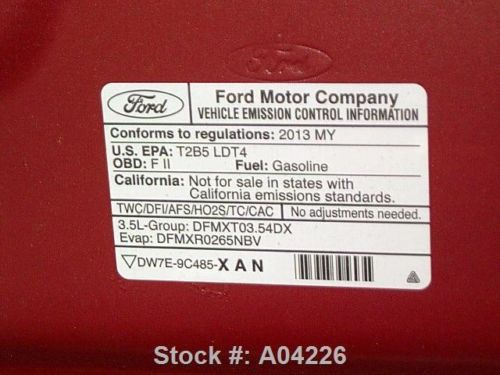 Ford
Ford
Ford Motor Company
VEHICLE EMISSION CONTROL INFORMATION
Conforms to regulations: 2013 MY
U.S. EPA: T2B5 LDT4
OBD: F II Fuel: Gasoline
California: Not for sale in states with
California emissions standards.
TWC/DFI/AFS/HO2S/TC/CAC No adjustments needed.
3.5L-Group: DFMXT03.54DX
Evap: DFMXR0265NBV
▽DW7E-9C485-X A N
Stock #: A04226